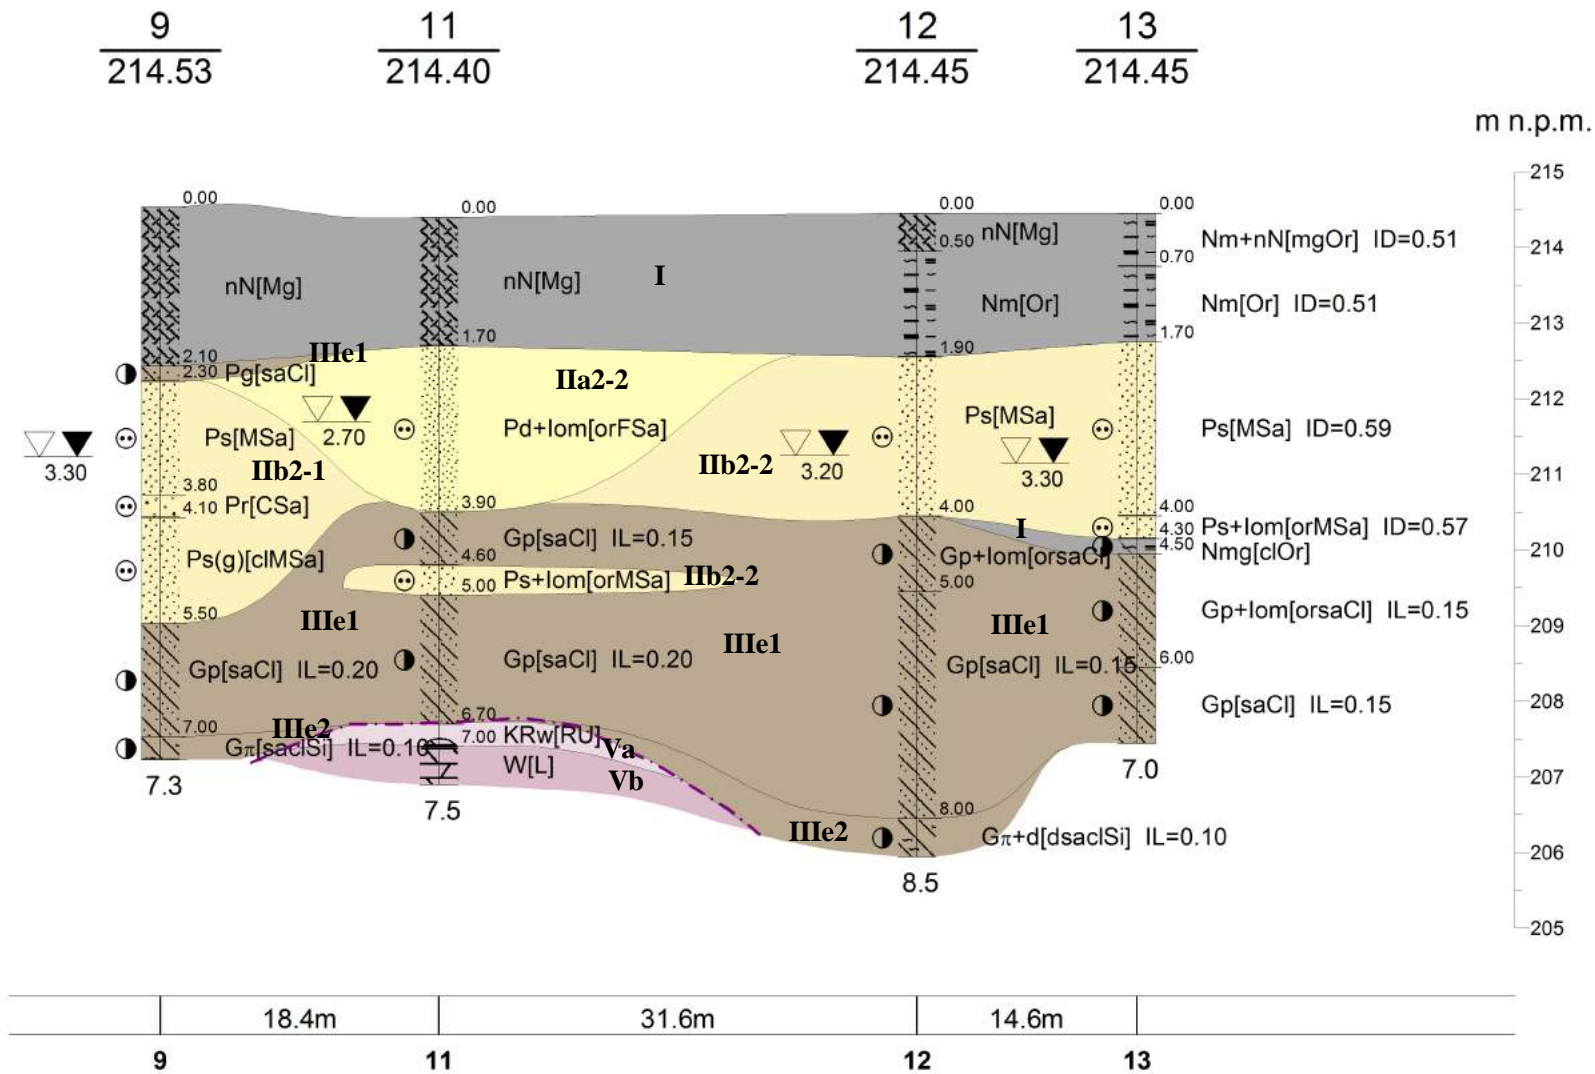 9 11 12 13
214.53 214.40 214.45 214.45
m n.p.m.
215
0.00 0.00 0.00 0.00
nN[Mg] Nm+nN[mgOr] ID=0.51
0.50
214
0.70
nN[Mg] nN[Mg] I
Nm[Or] Nm[Or] ID=0.51
213
1.70 1.70
1.90
2.10 IIIe1
2.30 Pg[saCl] IIa2-2
212
Ps[MSa]
Ps[MSa] 2.70 Pd+Iom[orFSa] Ps[MSa] ID=0.59
3.30 IIb2-1 IIb2-2 3.20 3.30
211
3.80
4.10 Pr[CSa] 3.90 4.00 4.00
I 4.30 Ps+Iom[orMSa] ID=0.57
Gp[saCl] IL=0.15 4.50 Nmg[clOr]
210
Ps(g)[clMSa] 4.60 Gp+Iom[orsaCl]
5.00 Ps+Iom[orMSa] IIb2-2 5.00
5.50 IIIe1 IIIe1 IIIe1 Gp+Iom[orsaCl] IL=0.15
209
Gp[saCl] IL=0.20 Gp[saCl] IL=0.20 Gp[saCl] IL=0.15 6.00
208
Gp[saCl] IL=0.15
7.00 IIIe2 6.70
Gπ[saclSi] IL=0.10 7.00 KRw[RU] Va
W[L] Vb
207
7.3 7.5 7.0
8.00
IIIe2 Gπ+d[dsaclSi] IL=0.10
206
8.5
205
18.4m 31.6m 14.6m
9 11 12 13